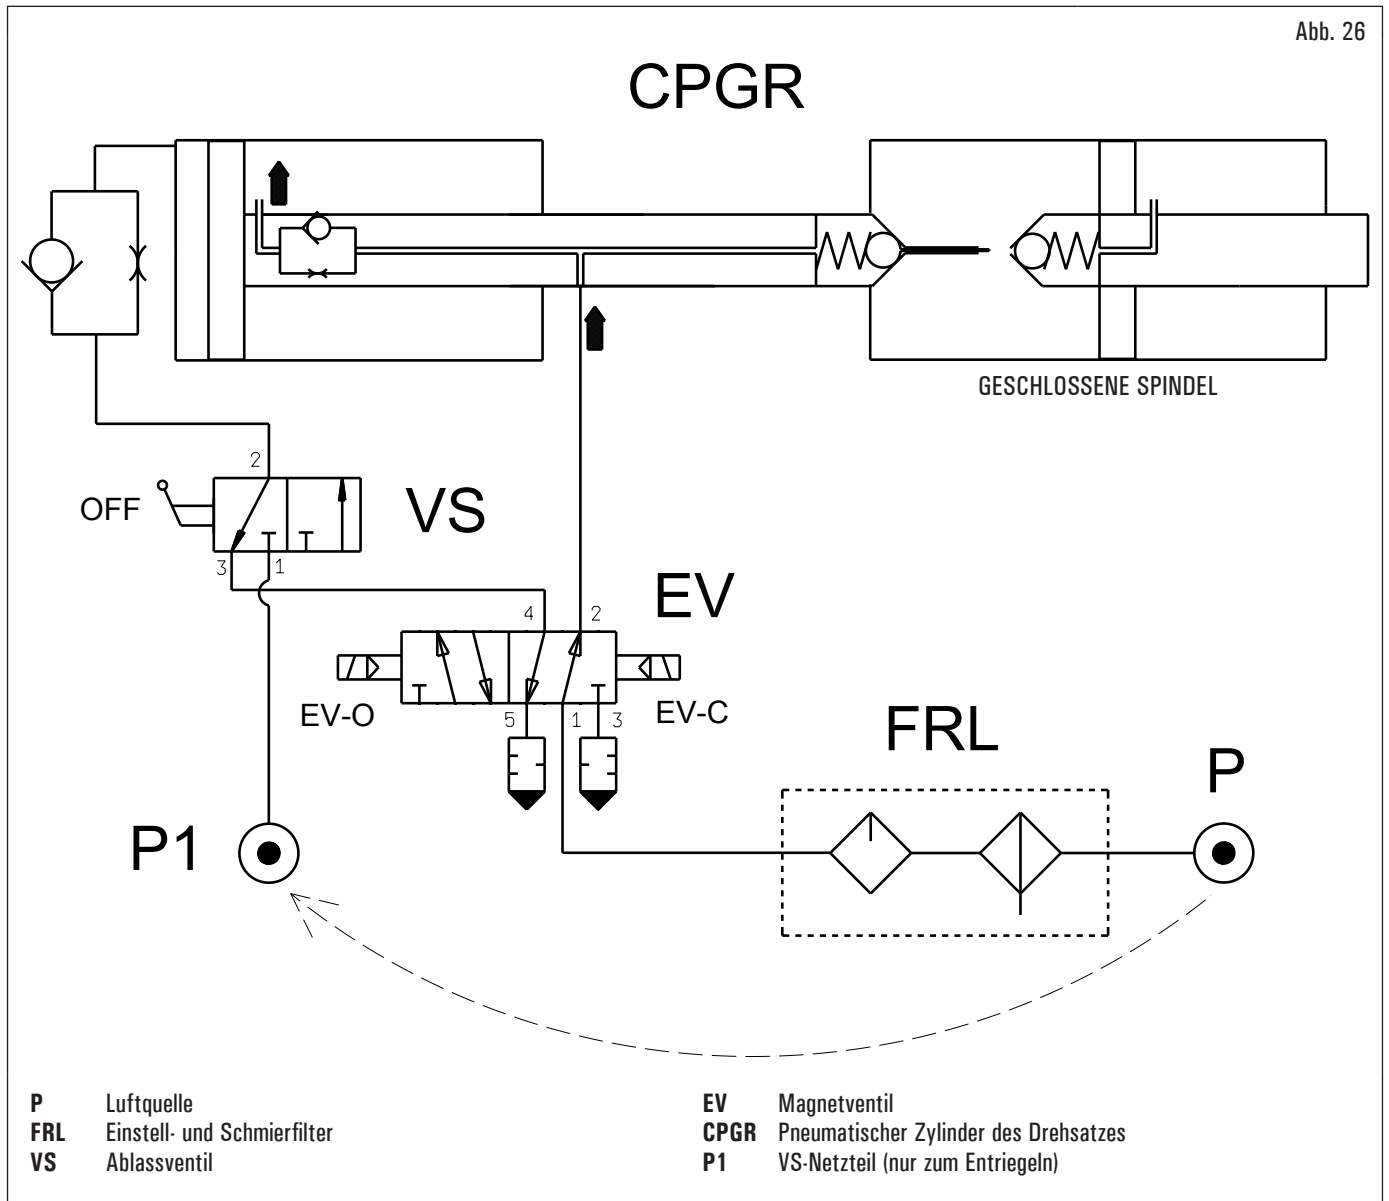 Abb. 26
CPGR
GESCHLOSSENE SPINDEL
2
OFF
VS
3
1
EV
4
2
EV-O
5
1
3
EV-C
FRL
P
P1
P Luftquelle
FRL Einstell- und Schmierfilter
VS Ablassventil
EV Magnetventil
CPGR Pneumatischer Zylinder des Drehsatzes
P1 VS-Netzteil (nur zum Entriegeln)